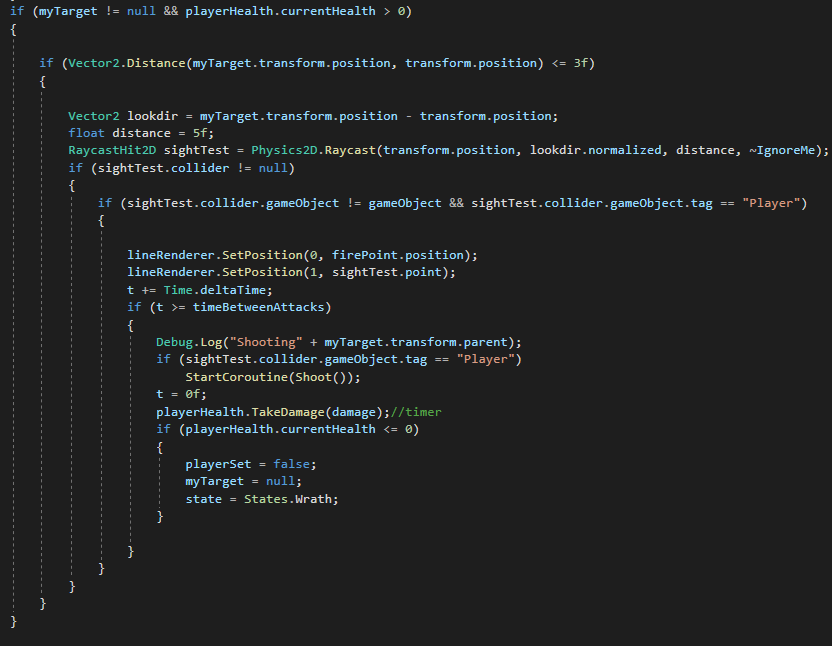 if (myTarget != null && playerHealth.currentHealth > 0)
{
if (Vector2.Distance(myTarget.transform.position, transform.position) <= 3f)
{
Vector2 lookdir = myTarget.transform.position - transform.position;
float distance = 5f;
RaycastHit2D sightTest = Physics2D.Raycast(transform.position, lookdir.normalized, distance, ~IgnoreMe);
if (sightTest.collider != null)
{
if (sightTest.collider.gameObject != gameObject && sightTest.collider.gameObject.tag == "Player")
{
lineRenderer.SetPosition(0, firePoint.position);
lineRenderer.SetPosition(1, sightTest.point);
t += Time.deltaTime;
if (t >= timeBetweenAttacks)
{
Debug.Log("Shooting" + myTarget.transform.parent);
if (sightTest.collider.gameObject.tag == "Player")
StartCoroutine(Shoot());
t = 0f;
playerHealth.TakeDamage(damage);//timer
if (playerHealth.currentHealth <= 0)
{
playerSet = false;
myTarget = null;
state = States.Wrath;
}
}
}
}
}
}